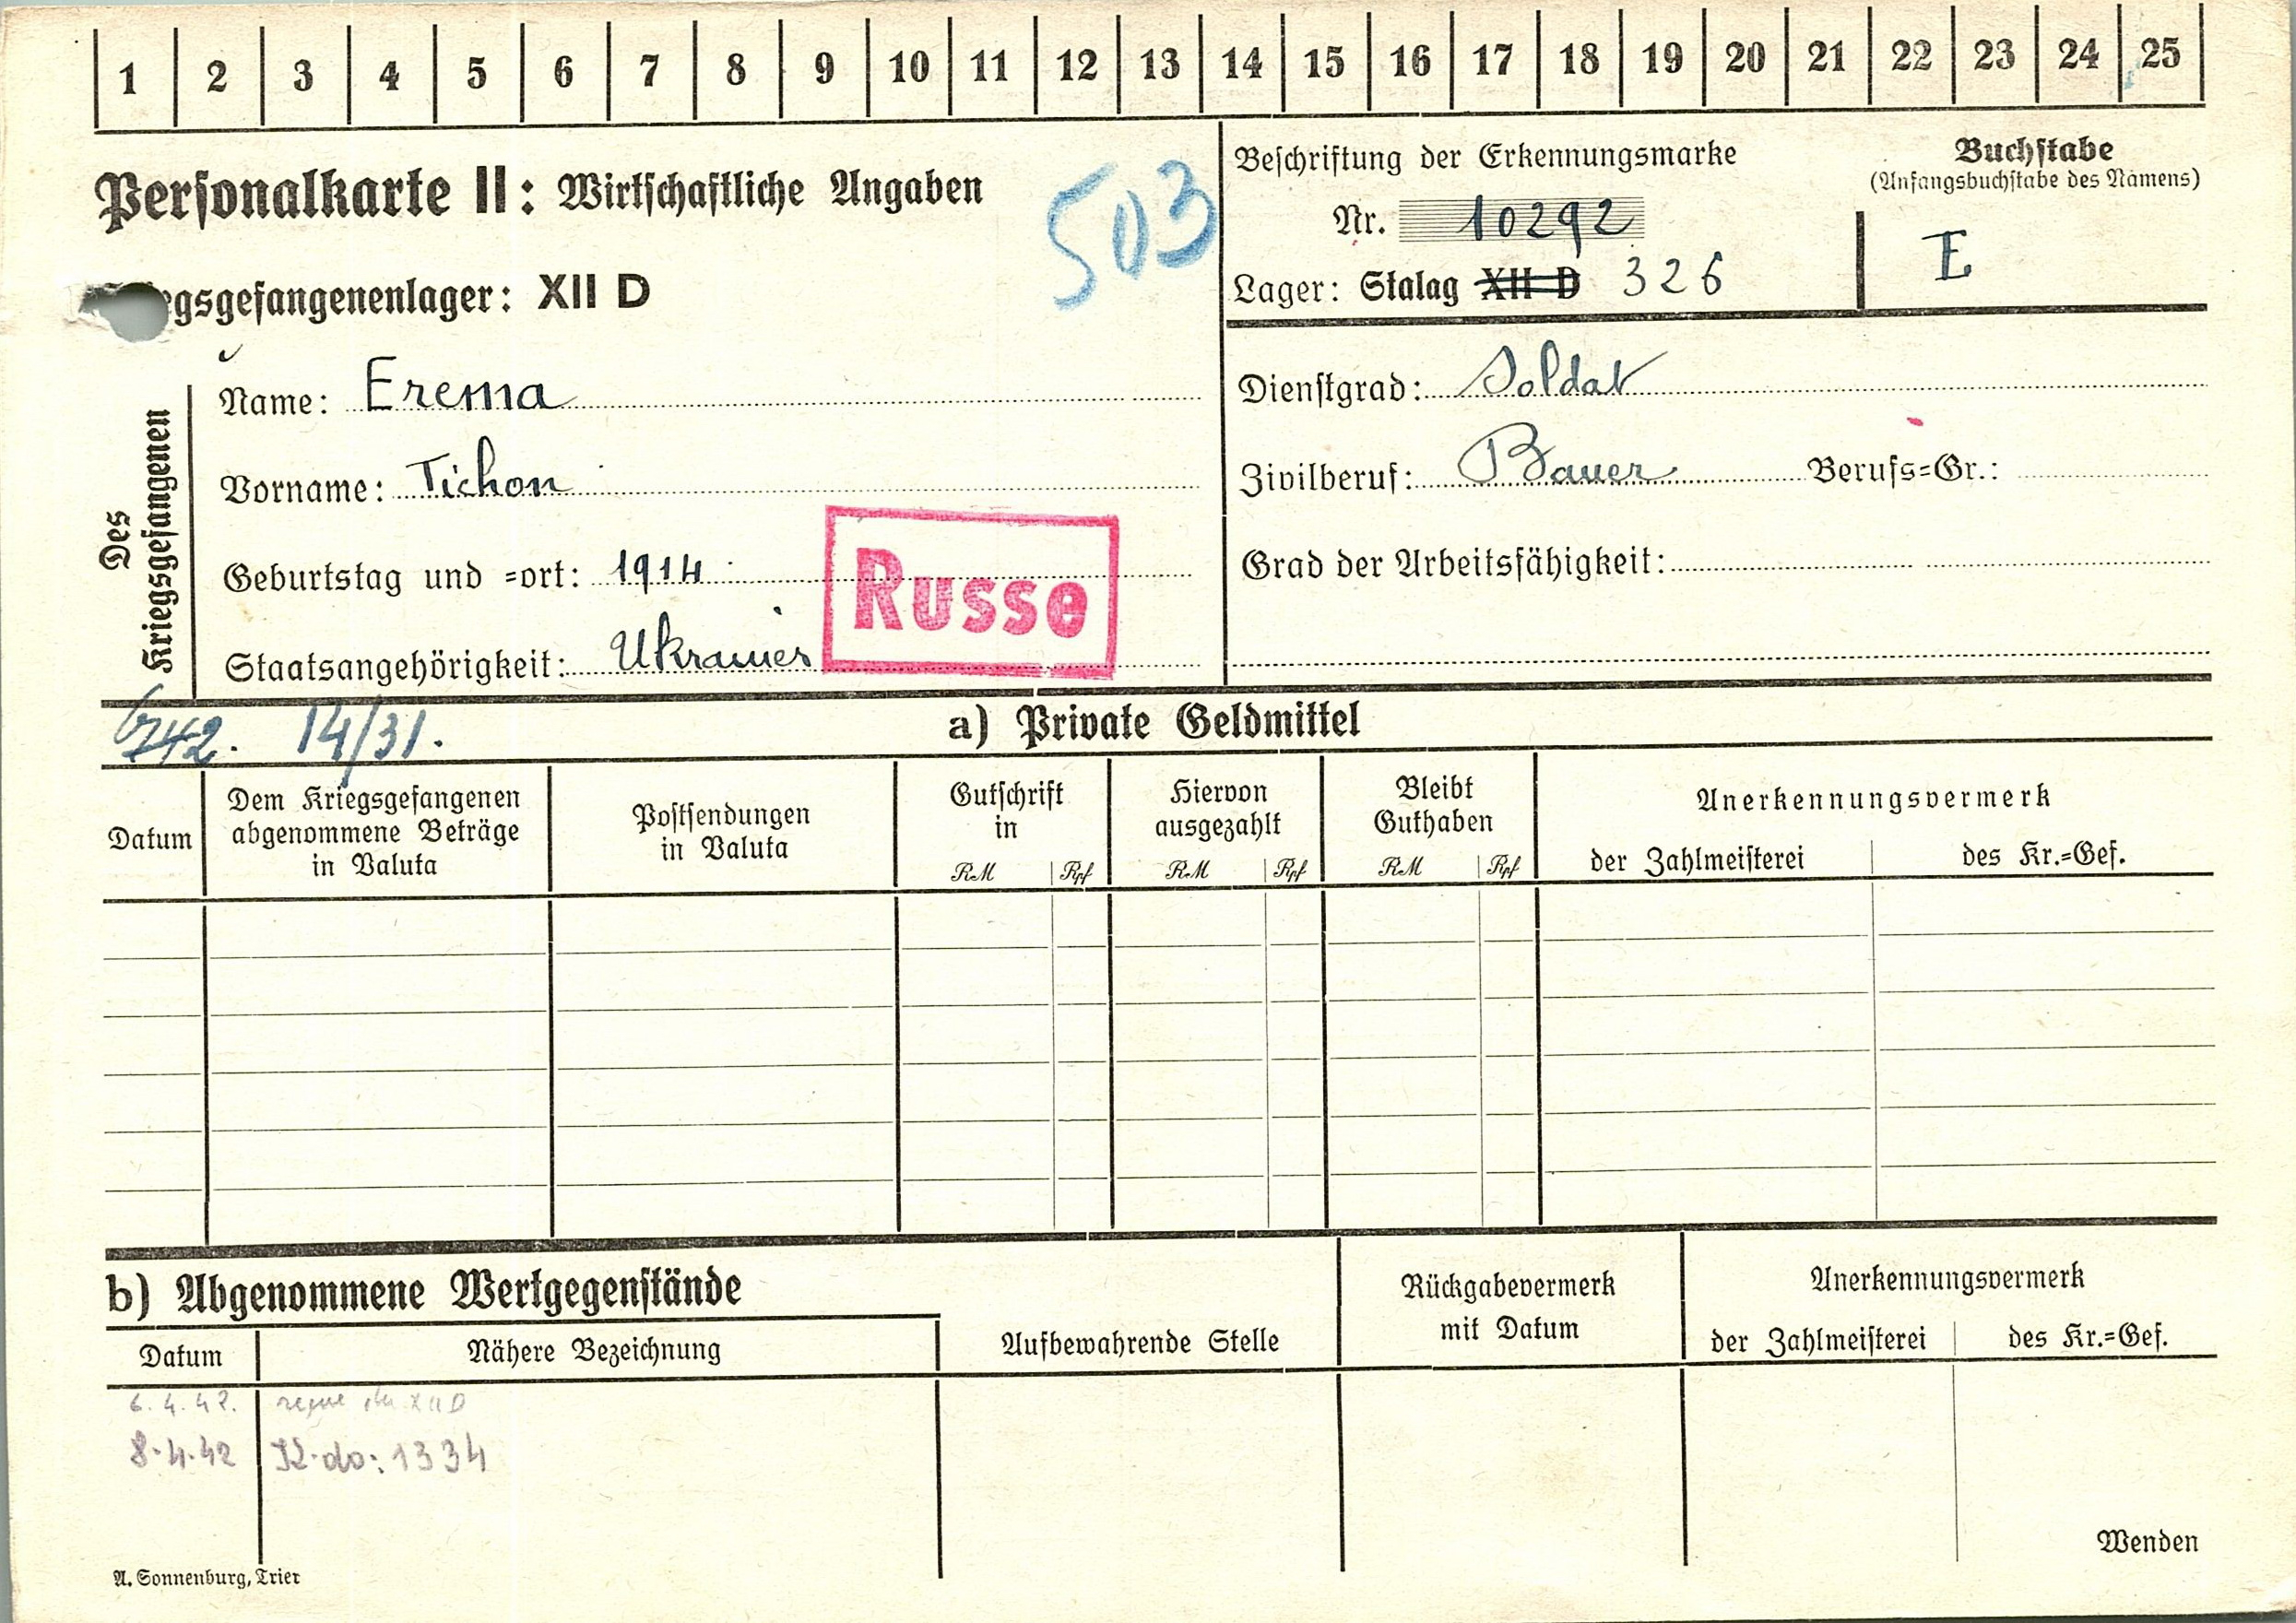 1 2 3 4 5 6 7 8 9 10 11 12 13 14 15 16 17 18 19 20 21 22 23 24 25
Personalkarte II: Wirtschaftliche Angaben
503
egsgefangenenlager: XII D
Beschriftung der Erkennungsmarke
Nr. 10292
Lager: Stalag XII D 326
Buchstabe
(Anfangsbuchstabe des Namens)
E
Des
Kriegsgefangenen
Name: Erema
Vorname: Tichon
Geburtstag und =ort: 1914
Staatsangehörigkeit: Ukrainer
Russe
Dienstgrad: Soldat
Zivilberuf: Bauer Berufs=Gr.:
Grad der Arbeitsfähigkeit:
742. 14/31.
a) Private Geldmittel
Datum
Dem Kriegsgefangenen
abgenommene Beträge
in Valuta
Postsendungen
in Valuta
Gutschrift
in
RM Rpf
Hiervon
ausgezahlt
RM Rpf
Bleibt
Guthaben
RM Rpf
Anerkennungsvermerk
der Zahlmeisterei des Kr.=Gef.
b) Abgenommene Wertgegenstände
Datum Nähere Bezeichnung
Aufbewahrende Stelle
Rückgabevermerk
mit Datum
Anerkennungsvermerk
der Zahlmeisterei des Kr.=Gef.
6.4.42. XII D
8.4.42 K-do: 1334
Wenden
A. Sonnenburg, Trier